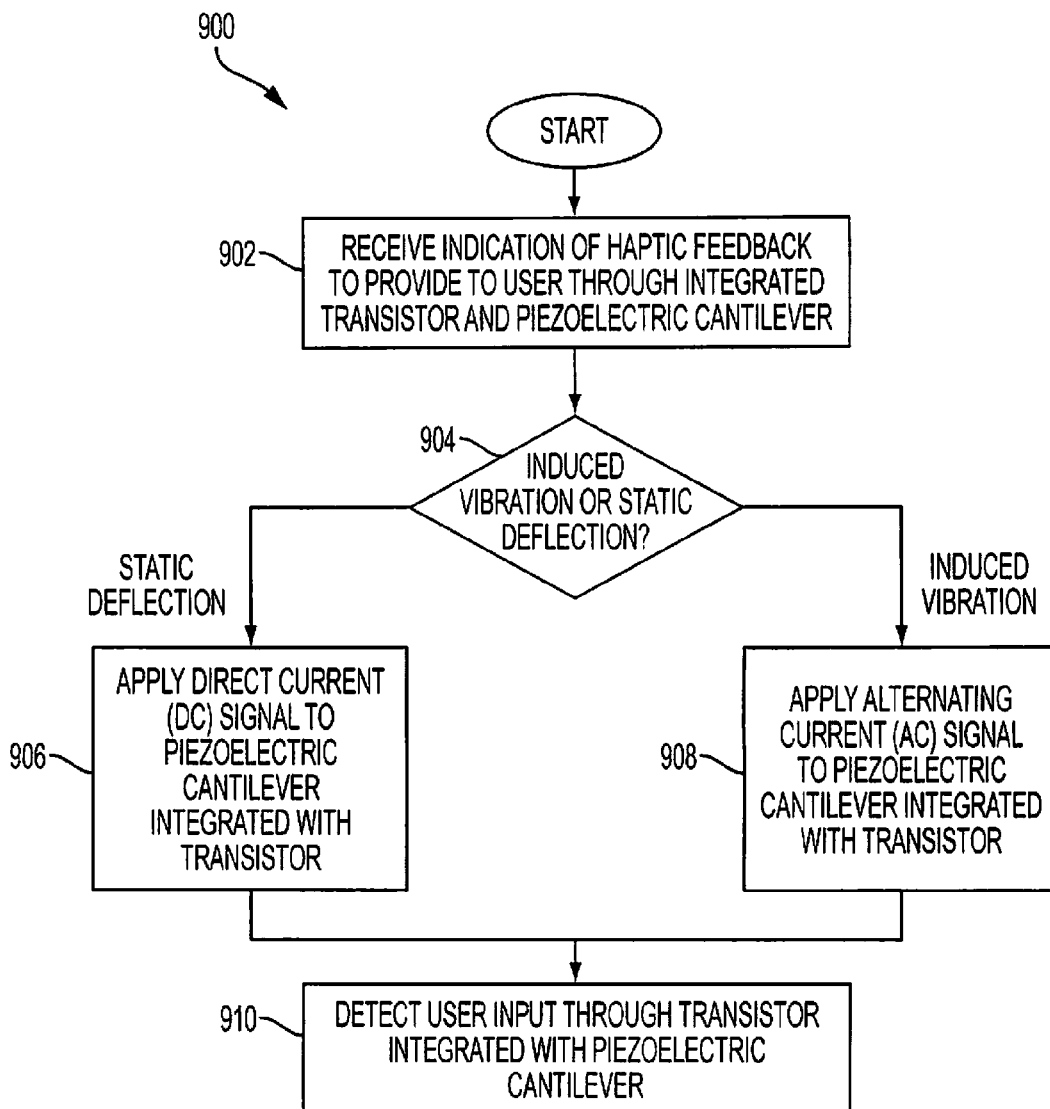 900
START
902
RECEIVE INDICATION OF HAPTIC FEEDBACK
TO PROVIDE TO USER THROUGH INTEGRATED
TRANSISTOR AND PIEZOELECTRIC CANTILEVER
904
INDUCED
VIBRATION OR STATIC
DEFLECTION?
STATIC
DEFLECTION
INDUCED
VIBRATION
906
APPLY DIRECT CURRENT
(DC) SIGNAL TO
PIEZOELECTRIC
CANTILEVER
INTEGRATED WITH
TRANSISTOR
908
APPLY ALTERNATING
CURRENT (AC) SIGNAL
TO PIEZOELECTRIC
CANTILEVER INTEGRATED
WITH TRANSISTOR
910
DETECT USER INPUT THROUGH TRANSISTOR
INTEGRATED WITH PIEZOELECTRIC
CANTILEVER